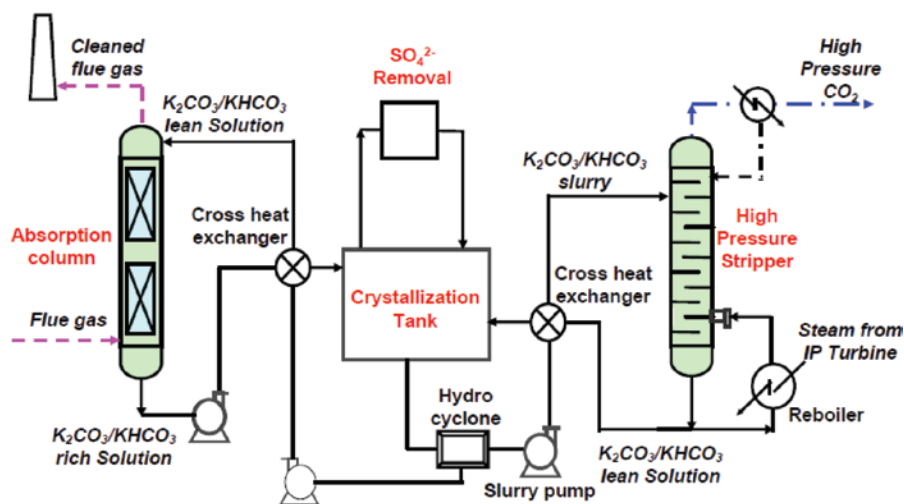 Cleaned
flue gas
K₂CO₃/KHCO₃
lean Solution
SO₄²⁻
Removal
High
Pressure
CO₂
K₂CO₃/KHCO₃
slurry
Absorption
column
Cross heat
exchanger
High
Pressure
Stripper
Cross heat
exchanger
Crystallization
Tank
Flue gas
Steam from
IP Turbine
Hydro
cyclone
Reboiler
K₂CO₃/KHCO₃
rich Solution
Slurry pump
K₂CO₃/KHCO₃
lean Solution